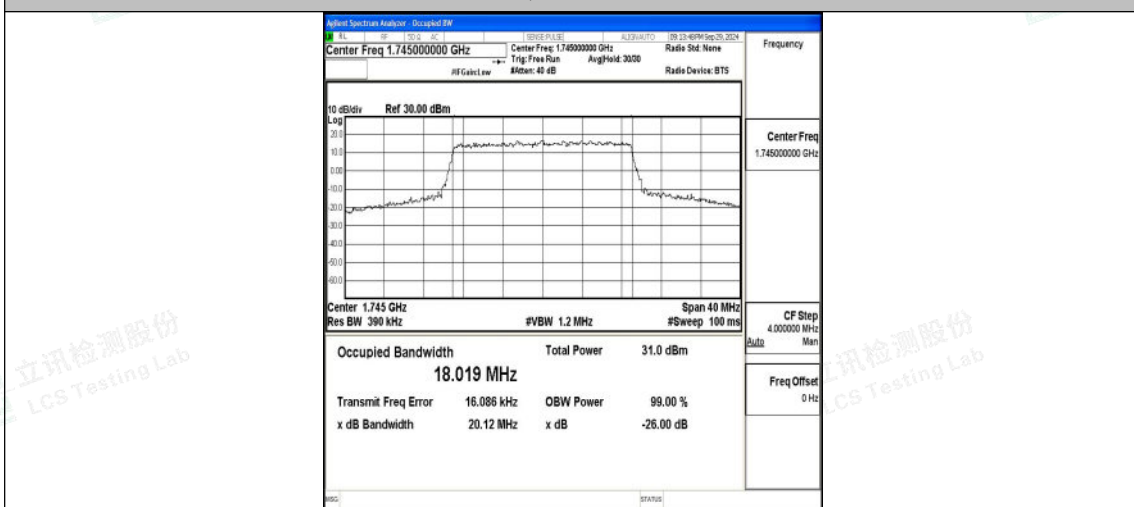 Agilent Spectrum Analyzer - Occupied BW
RL RF 50 Ω AC SENSE:PULSE ALIGNAUTO 09:13:48PM Sep 29, 2024
Center Freq 1.745000000 GHz
Center Freq: 1.745000000 GHz
Radio Std: None
Trig: Free Run Avg|Hold: 30/30
#IFGain:Low #Atten: 40 dB Radio Device: BTS
Frequency
10 dB/div Ref 30.00 dBm
Log
20.0
10.0
0.00
-10.0
-20.0
-30.0
-40.0
-50.0
-60.0
Center 1.745 GHz Span 40 MHz
Res BW 390 kHz #VBW 1.2 MHz #Sweep 100 ms
Center Freq
1.745000000 GHz
CF Step
4.000000 MHz
Auto Man
Freq Offset
0 Hz
Occupied Bandwidth Total Power 31.0 dBm
18.019 MHz
Transmit Freq Error 16.086 kHz OBW Power 99.00 %
x dB Bandwidth 20.12 MHz x dB -26.00 dB
MSG STATUS
立讯检测股份
LCS Testing Lab
立讯检测股份
LCS Testing Lab